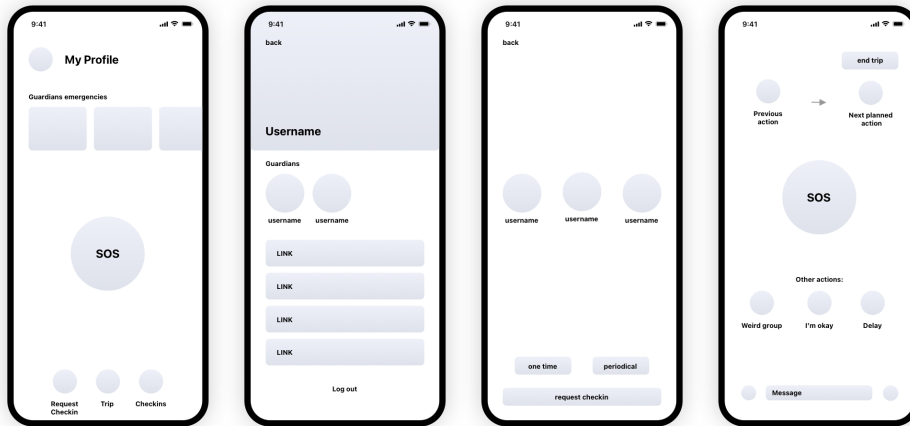 9:41
My Profile
Guardians emergencies
SOS
Request
Checkin
Trip
Checkins
9:41
back
Username
Guardians
username
username
LINK
LINK
LINK
LINK
Log out
9:41
back
username
username
username
one time
periodical
request checkin
9:41
end trip
Previous
action
Next planned
action
SOS
Other actions:
Weird group
I'm okay
Delay
Message